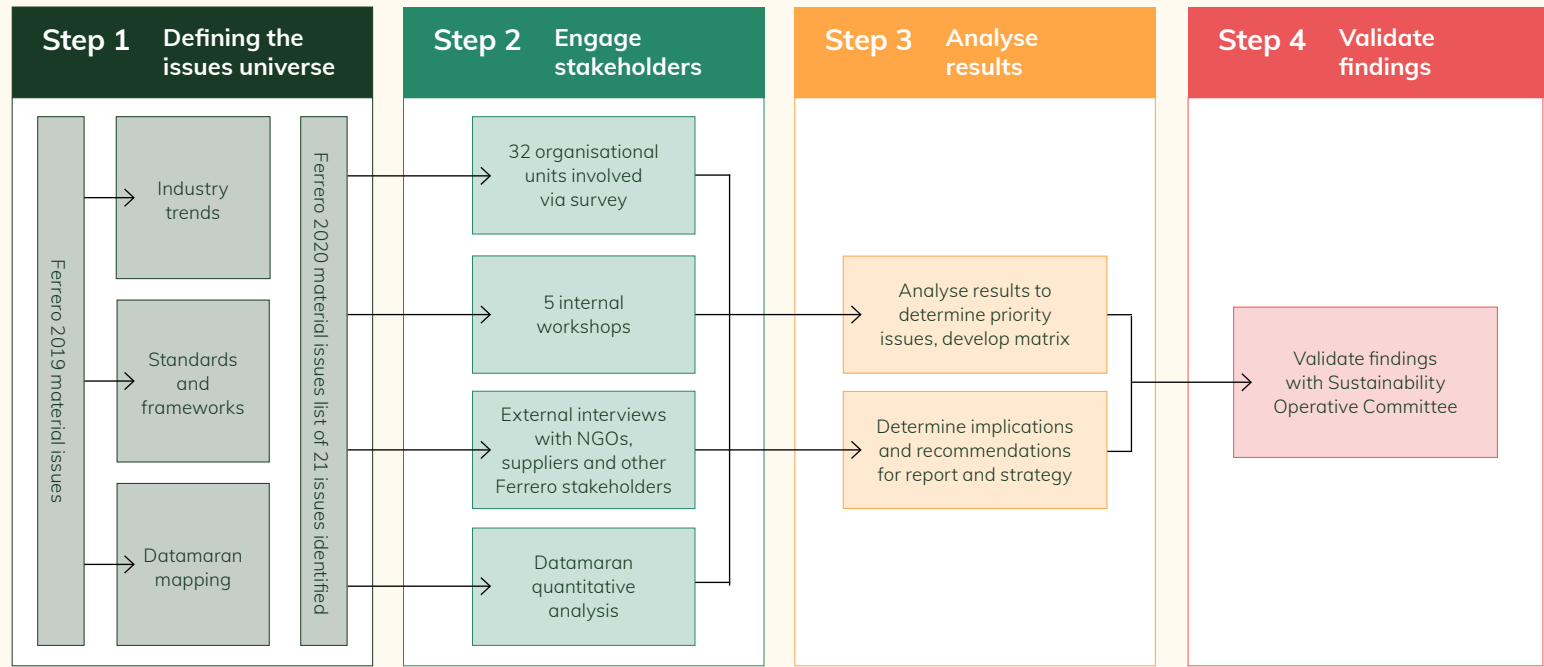 Step 1
Defining the
issues universe
Ferrero 2019 material issues
Industry
trends
Standards
and
frameworks
Datamaran
mapping
Ferrero 2020 material issues list of 21 issues identified
Step 2
Engage
stakeholders
32 organisational
units involved
via survey
5 internal
workshops
External interviews
with NGOs,
suppliers and other
Ferrero stakeholders
Datamaran
quantitative
analysis
Step 3
Analyse
results
Analyse results to
determine priority
issues, develop matrix
Determine implications
and recommendations
for report and strategy
Step 4
Validate
findings
Validate findings
with Sustainability
Operative Committee